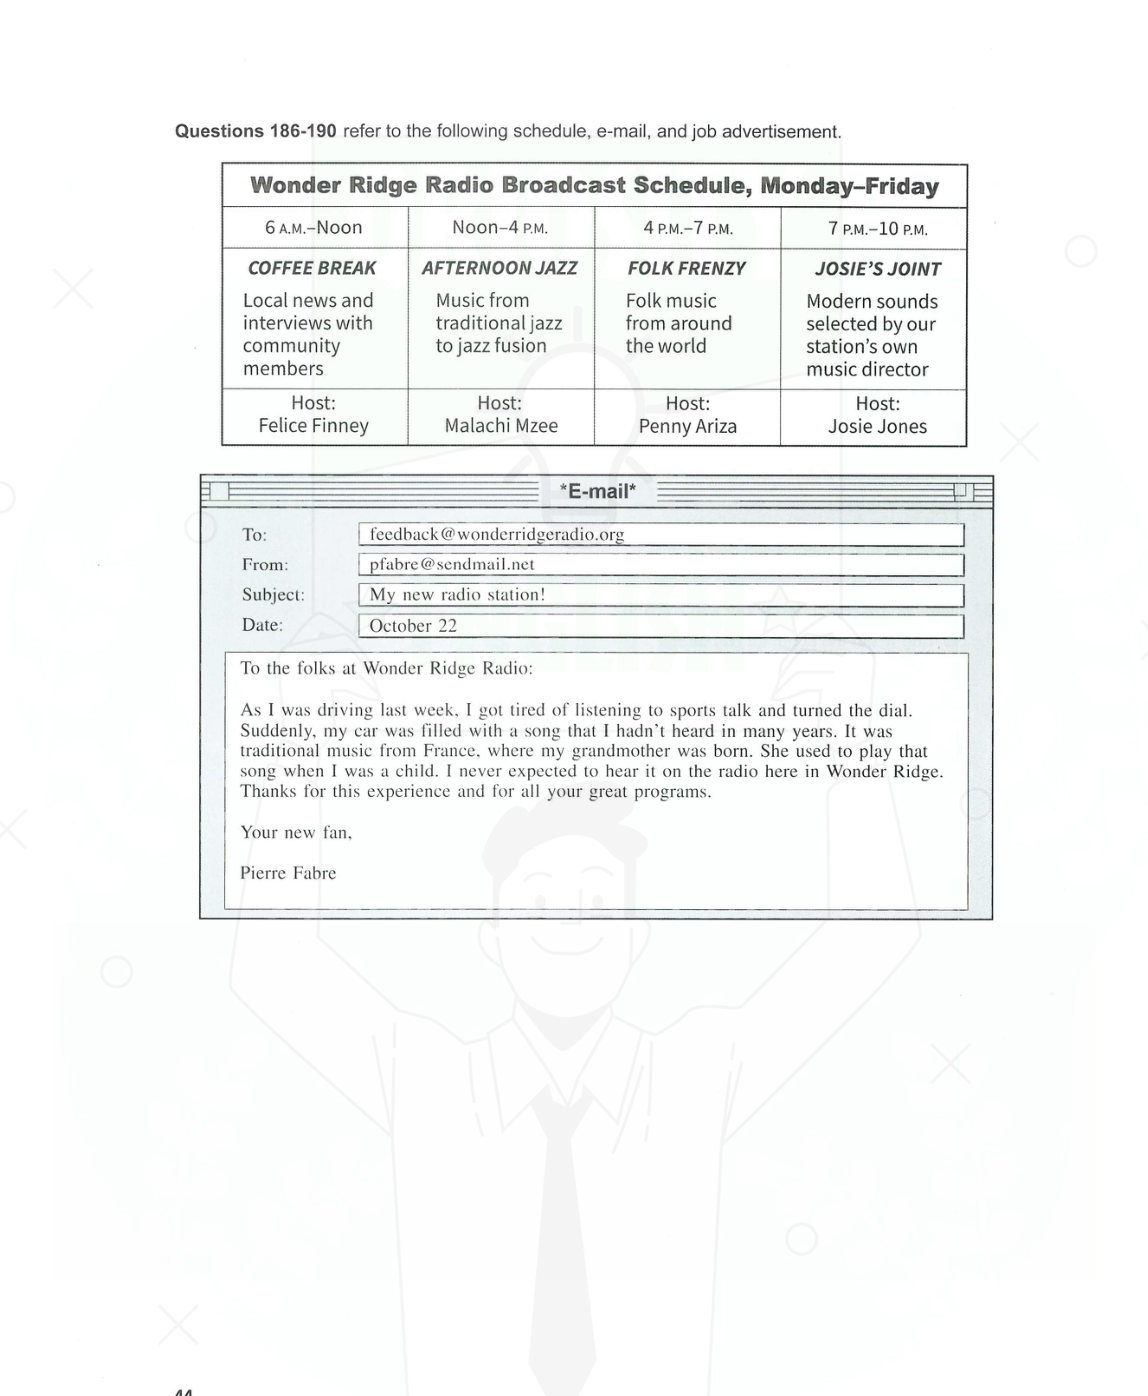 Questions 186-190 refer to the following schedule, e-mail, and job advertisement.
Wonder Ridge Radio Broadcast Schedule, Monday–Friday
6 A.M.–Noon
Noon–4 P.M.
4 P.M.–7 P.M.
7 P.M.–10 P.M.
COFFEE BREAK
Local news and
interviews with
community
members
AFTERNOON JAZZ
Music from
traditional jazz
to jazz fusion
FOLK FRENZY
Folk music
from around
the world
JOSIE'S JOINT
Modern sounds
selected by our
station's own
music director
Host:
Felice Finney
Host:
Malachi Mzee
Host:
Penny Ariza
Host:
Josie Jones
*E-mail*
To: feedback@wonderridgeradio.org
From: pfabre@sendmail.net
Subject: My new radio station!
Date: October 22
To the folks at Wonder Ridge Radio:
As I was driving last week, I got tired of listening to sports talk and turned the dial.
Suddenly, my car was filled with a song that I hadn't heard in many years. It was
traditional music from France, where my grandmother was born. She used to play that
song when I was a child. I never expected to hear it on the radio here in Wonder Ridge.
Thanks for this experience and for all your great programs.
Your new fan,
Pierre Fabre